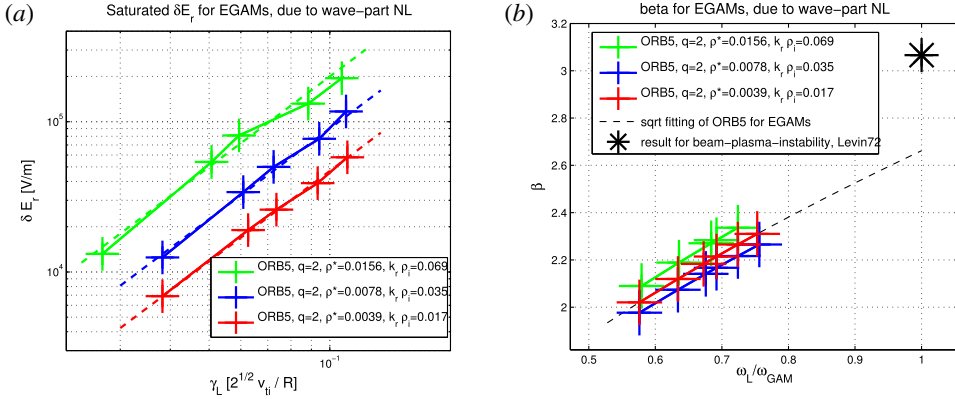 (a)
Saturated δE_r for EGAMs, due to wave−part NL
δ E_r [V/m]
10^5
10^4
ORB5, q=2, ρ*=0.0156, k_r ρ_i=0.069
ORB5, q=2, ρ*=0.0078, k_r ρ_i=0.035
ORB5, q=2, ρ*=0.0039, k_r ρ_i=0.017
10^−1
γ_L [2^1/2 v_ti / R]
(b)
beta for EGAMs, due to wave−part NL
β
3.2
3
2.8
2.6
2.4
2.2
2
ORB5, q=2, ρ*=0.0156, k_r ρ_i=0.069
ORB5, q=2, ρ*=0.0078, k_r ρ_i=0.035
ORB5, q=2, ρ*=0.0039, k_r ρ_i=0.017
sqrt fitting of ORB5 for EGAMs
result for beam−plasma−instability, Levin72
0.5 0.6 0.7 0.8 0.9 1
ω_L/ω_GAM